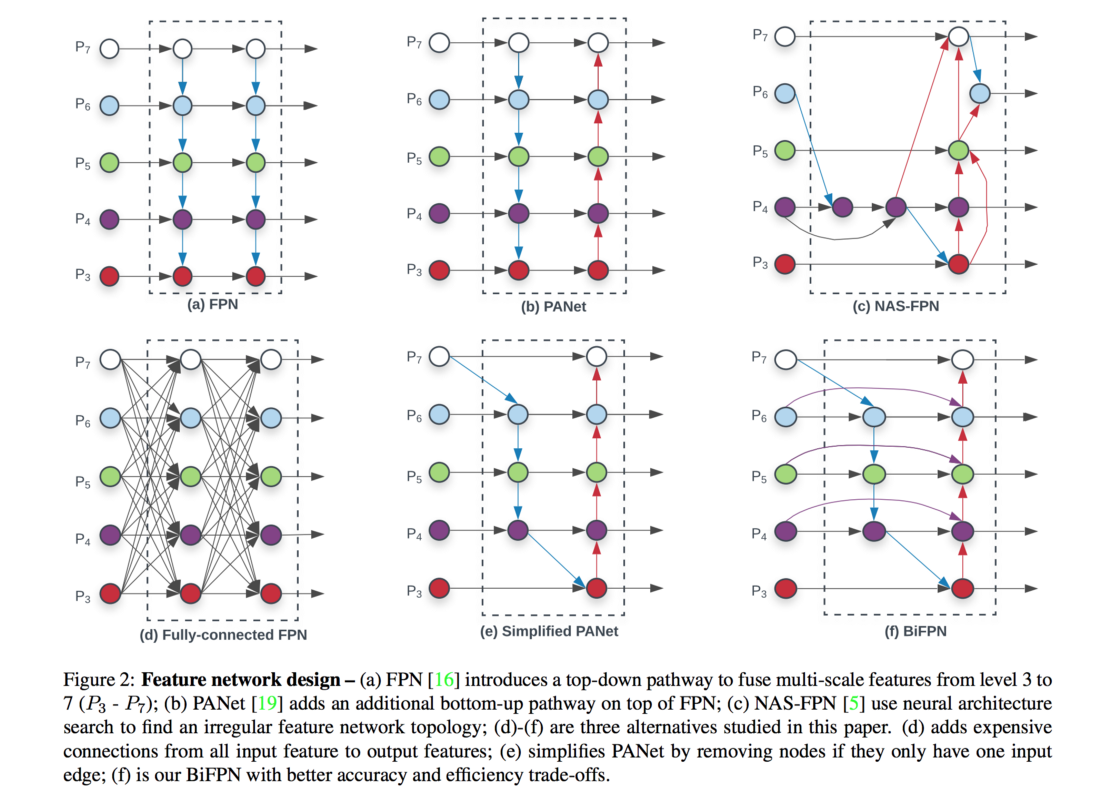 P7
P6
P5
P4
P3
(a) FPN
P7
P6
P5
P4
P3
(b) PANet
P7
P6
P5
P4
P3
(c) NAS-FPN
P7
P6
P5
P4
P3
(d) Fully-connected FPN
P7
P6
P5
P4
P3
(e) Simplified PANet
P7
P6
P5
P4
P3
(f) BiFPN
Figure 2: Feature network design – (a) FPN [16] introduces a top-down pathway to fuse multi-scale features from level 3 to
7 (P3 - P7); (b) PANet [19] adds an additional bottom-up pathway on top of FPN; (c) NAS-FPN [5] use neural architecture
search to find an irregular feature network topology; (d)-(f) are three alternatives studied in this paper. (d) adds expensive
connections from all input feature to output features; (e) simplifies PANet by removing nodes if they only have one input
edge; (f) is our BiFPN with better accuracy and efficiency trade-offs.